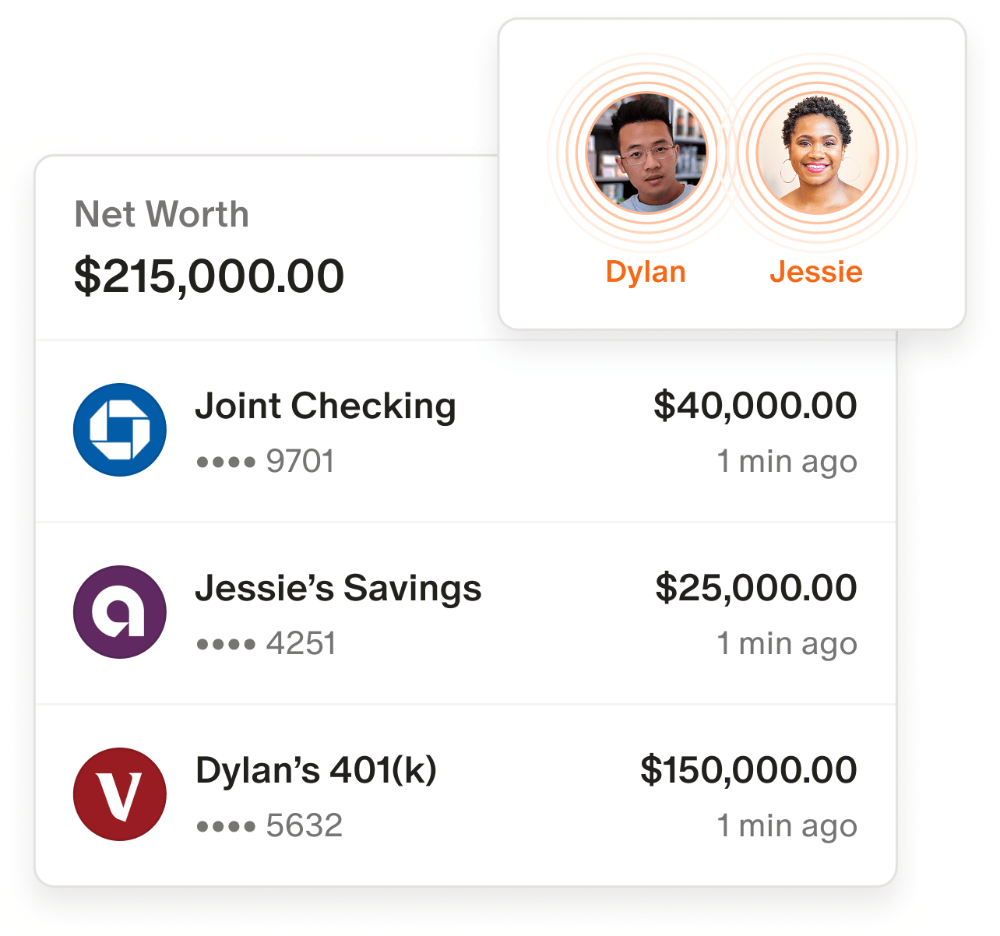 Dylan
Jessie
Net Worth
$215,000.00
Joint Checking
$40,000.00
•••• 9701
1 min ago
Jessie’s Savings
$25,000.00
•••• 4251
1 min ago
Dylan’s 401(k)
$150,000.00
•••• 5632
1 min ago